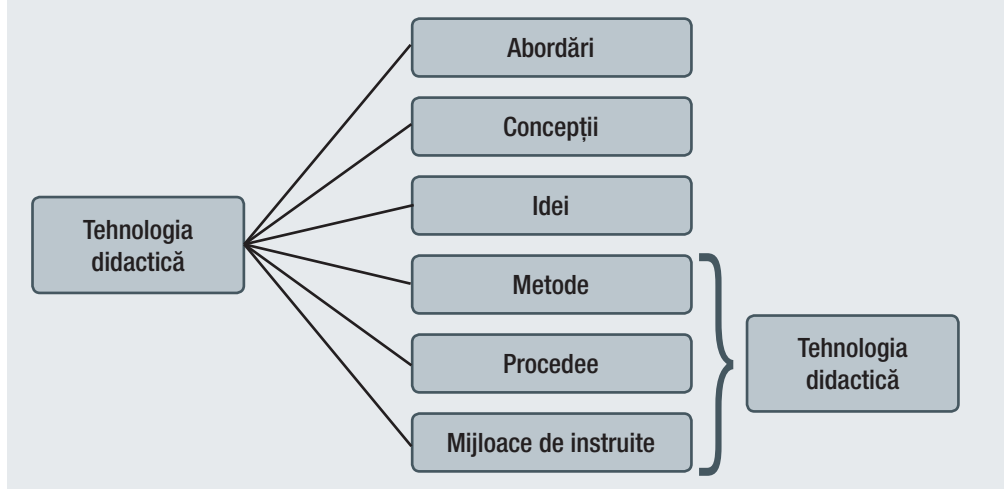 Abordări
Concepții
Idei
Tehnologia
didactică
Metode
Procedee
Tehnologia
didactică
Mijloace de instruite